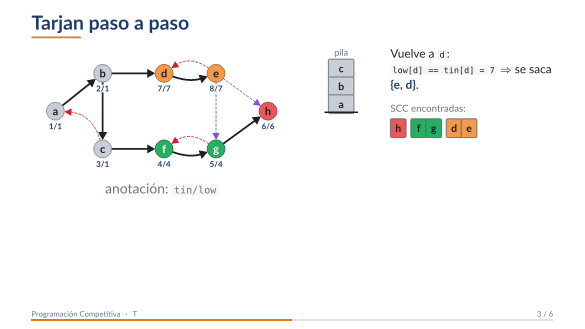 Tarjan paso a paso
b
d
e
2/1
7/7
8/7
a
h
1/1
6/6
c
f
g
3/1
4/4
5/4
anotación: tin/low
pila
c
b
a
Vuelve a d:
low[d] == tin[d] = 7 ⇒ se saca
{e, d}.
SCC encontradas:
h f g d e
Programación Competitiva · T
3 / 6